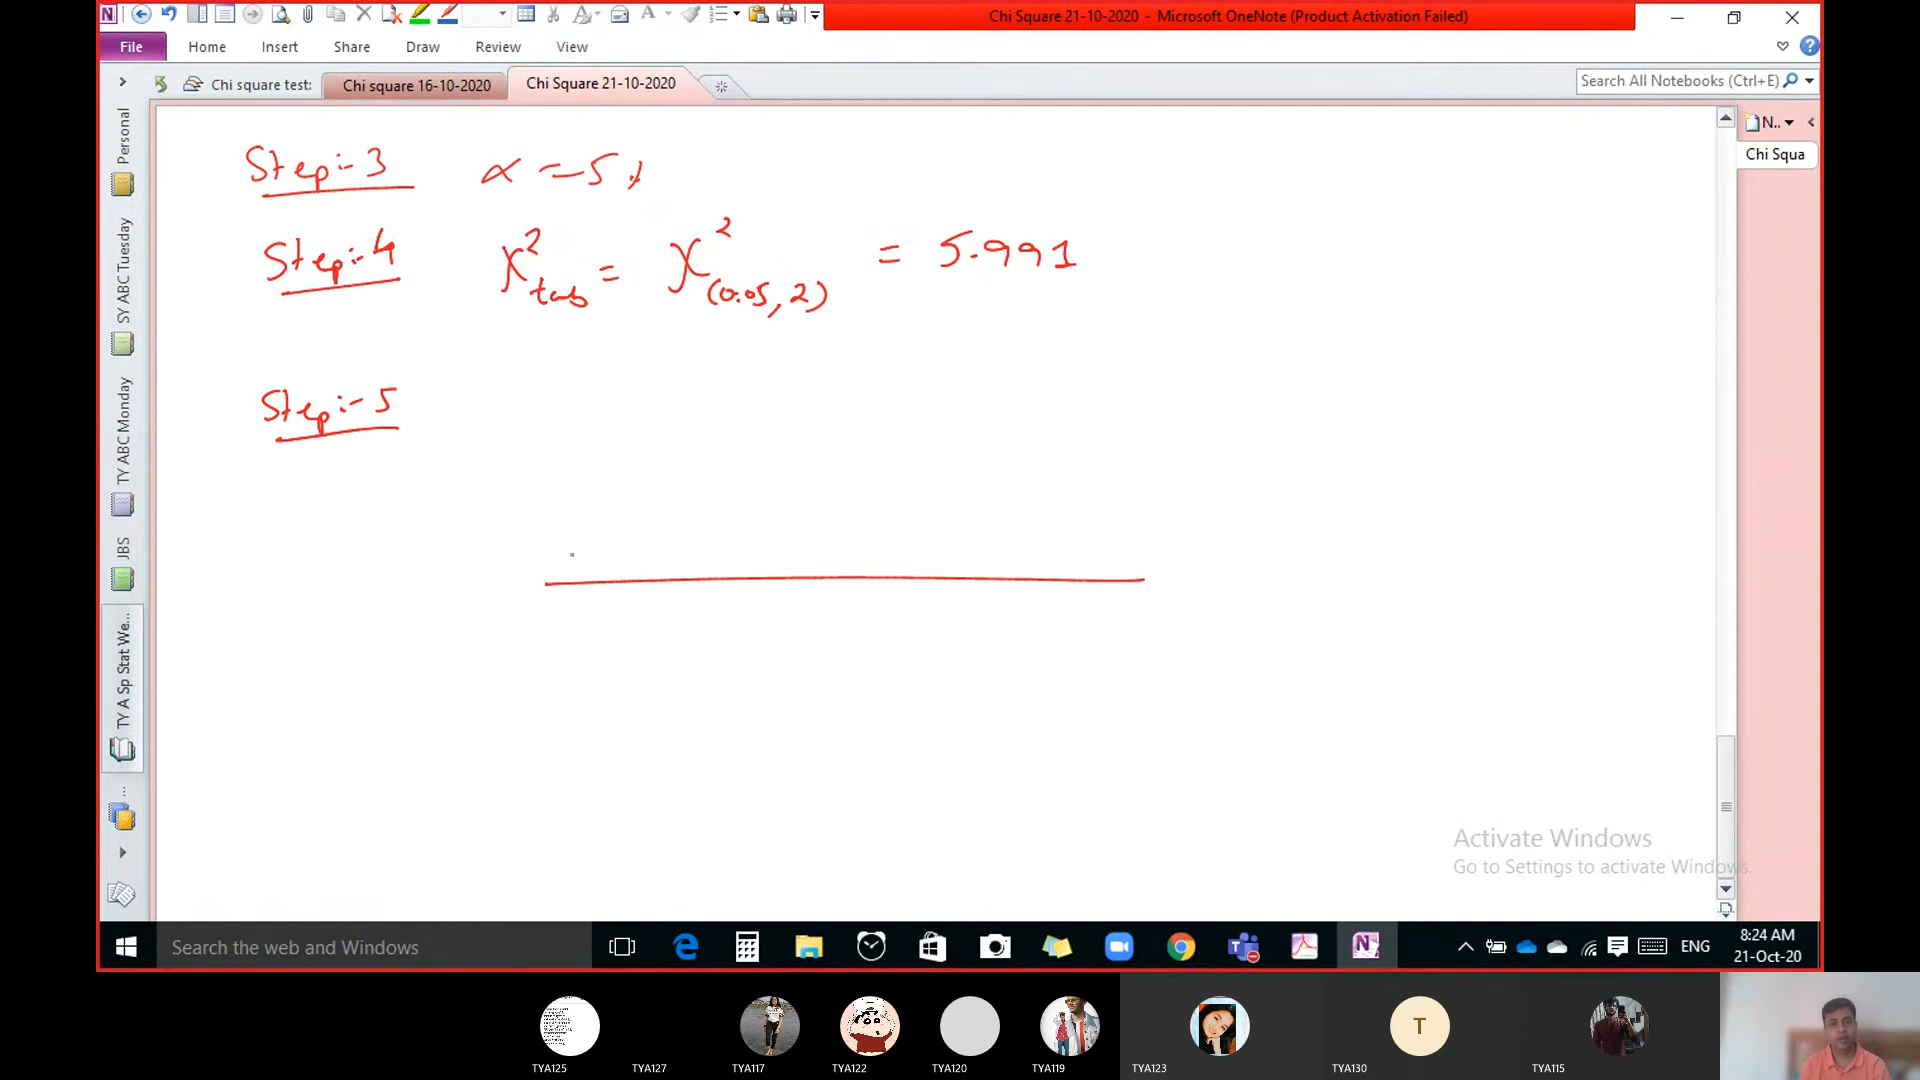 Chi Square 21-10-2020 - Microsoft OneNote (Product Activation Failed)
File Home Insert Share Draw Review View
Chi square test: Chi square 16-10-2020 Chi Square 21-10-2020
Search All Notebooks (Ctrl+E)
N..
Chi Squa
Personal
SY ABC Tuesday
TY ABC Monday
JBS
TY A Sp Stat We...
Step:-3 α = 5%
Step:-4 χ²tab = χ²(0.05, 2) = 5.991
Step:-5
Activate Windows
Go to Settings to activate Windows.
Search the web and Windows
ENG
8:24 AM
21-Oct-20
T
TYA125 TYA127 TYA117 TYA122 TYA120 TYA119 TYA123 TYA130 TYA115